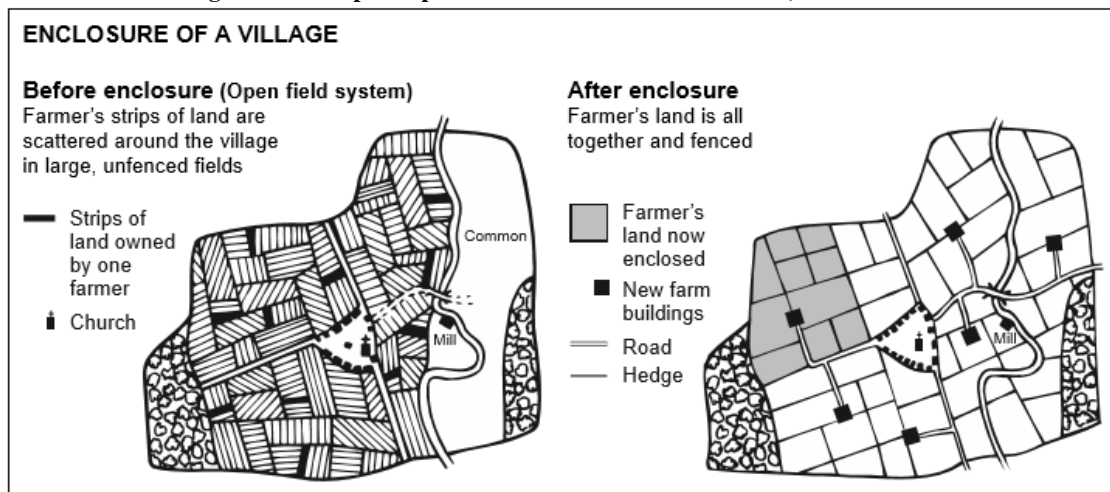 ENCLOSURE OF A VILLAGE
Before enclosure (Open field system)
Farmer's strips of land are
scattered around the village
in large, unfenced fields
Strips of
land owned
by one
farmer
Church
Common
Mill
After enclosure
Farmer's land is all
together and fenced
Farmer's
land now
enclosed
New farm
buildings
Road
Hedge
Mill